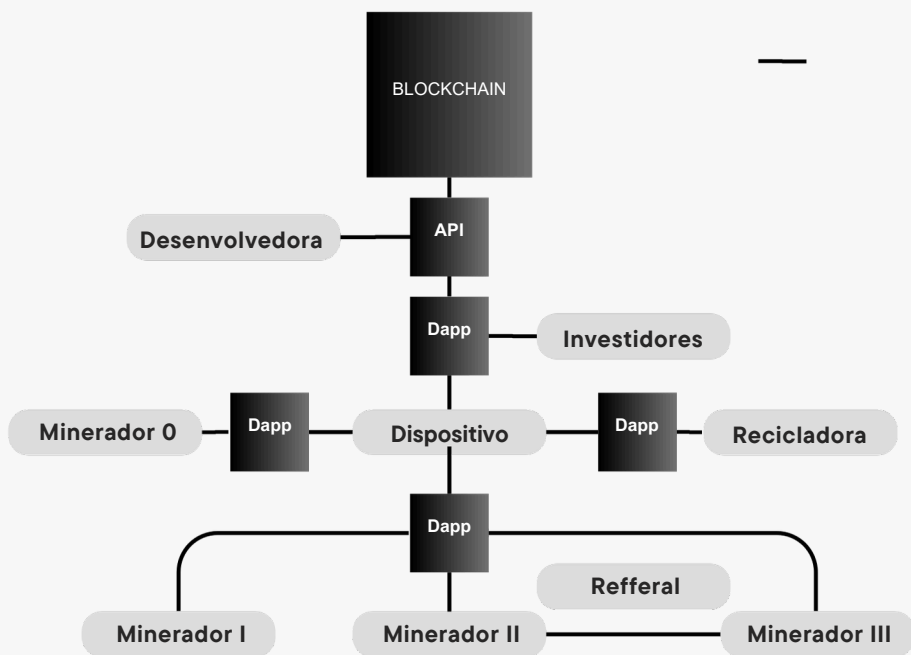 BLOCKCHAIN
API
Desenvolvedora
Dapp
Investidores
Minerador 0
Dapp
Dispositivo
Dapp
Recicladora
Dapp
Refferal
Minerador I
Minerador II
Minerador III